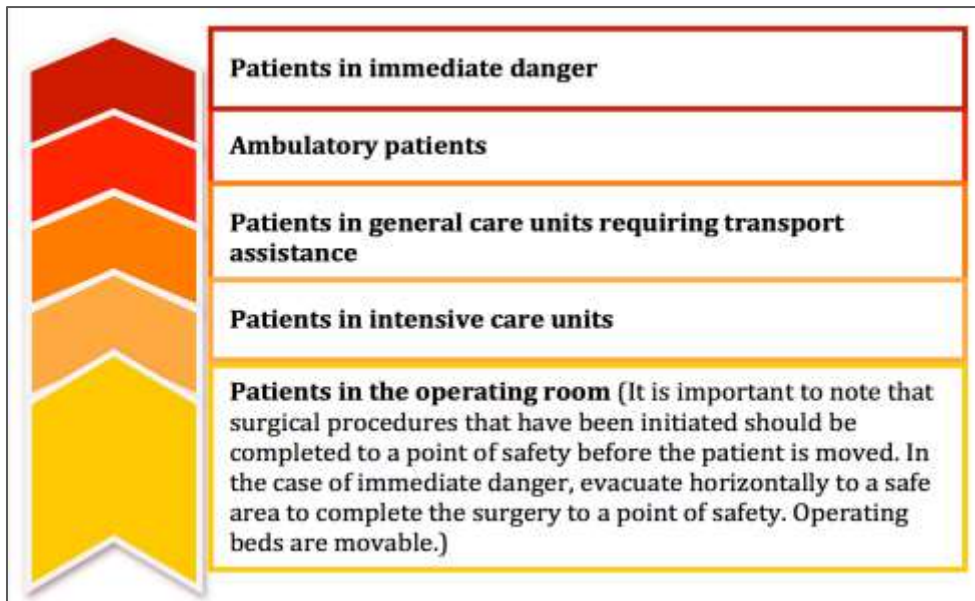 Patients in immediate danger
Ambulatory patients
Patients in general care units requiring transport
assistance
Patients in intensive care units
Patients in the operating room (It is important to note that
surgical procedures that have been initiated should be
completed to a point of safety before the patient is moved. In
the case of immediate danger, evacuate horizontally to a safe
area to complete the surgery to a point of safety. Operating
beds are movable.)